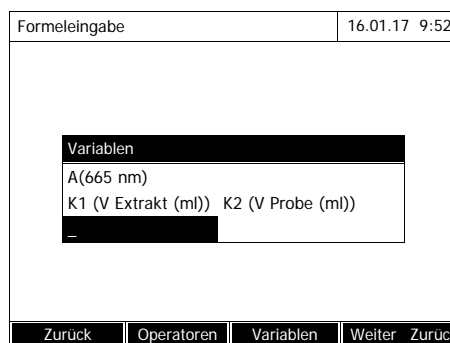 Formeleingabe 16.01.17 9:52
Variablen
A(665 nm)
K1 (V Extrakt (ml)) K2 (V Probe (ml))
_
Zurück Operatoren Variablen Weiter Zurüc